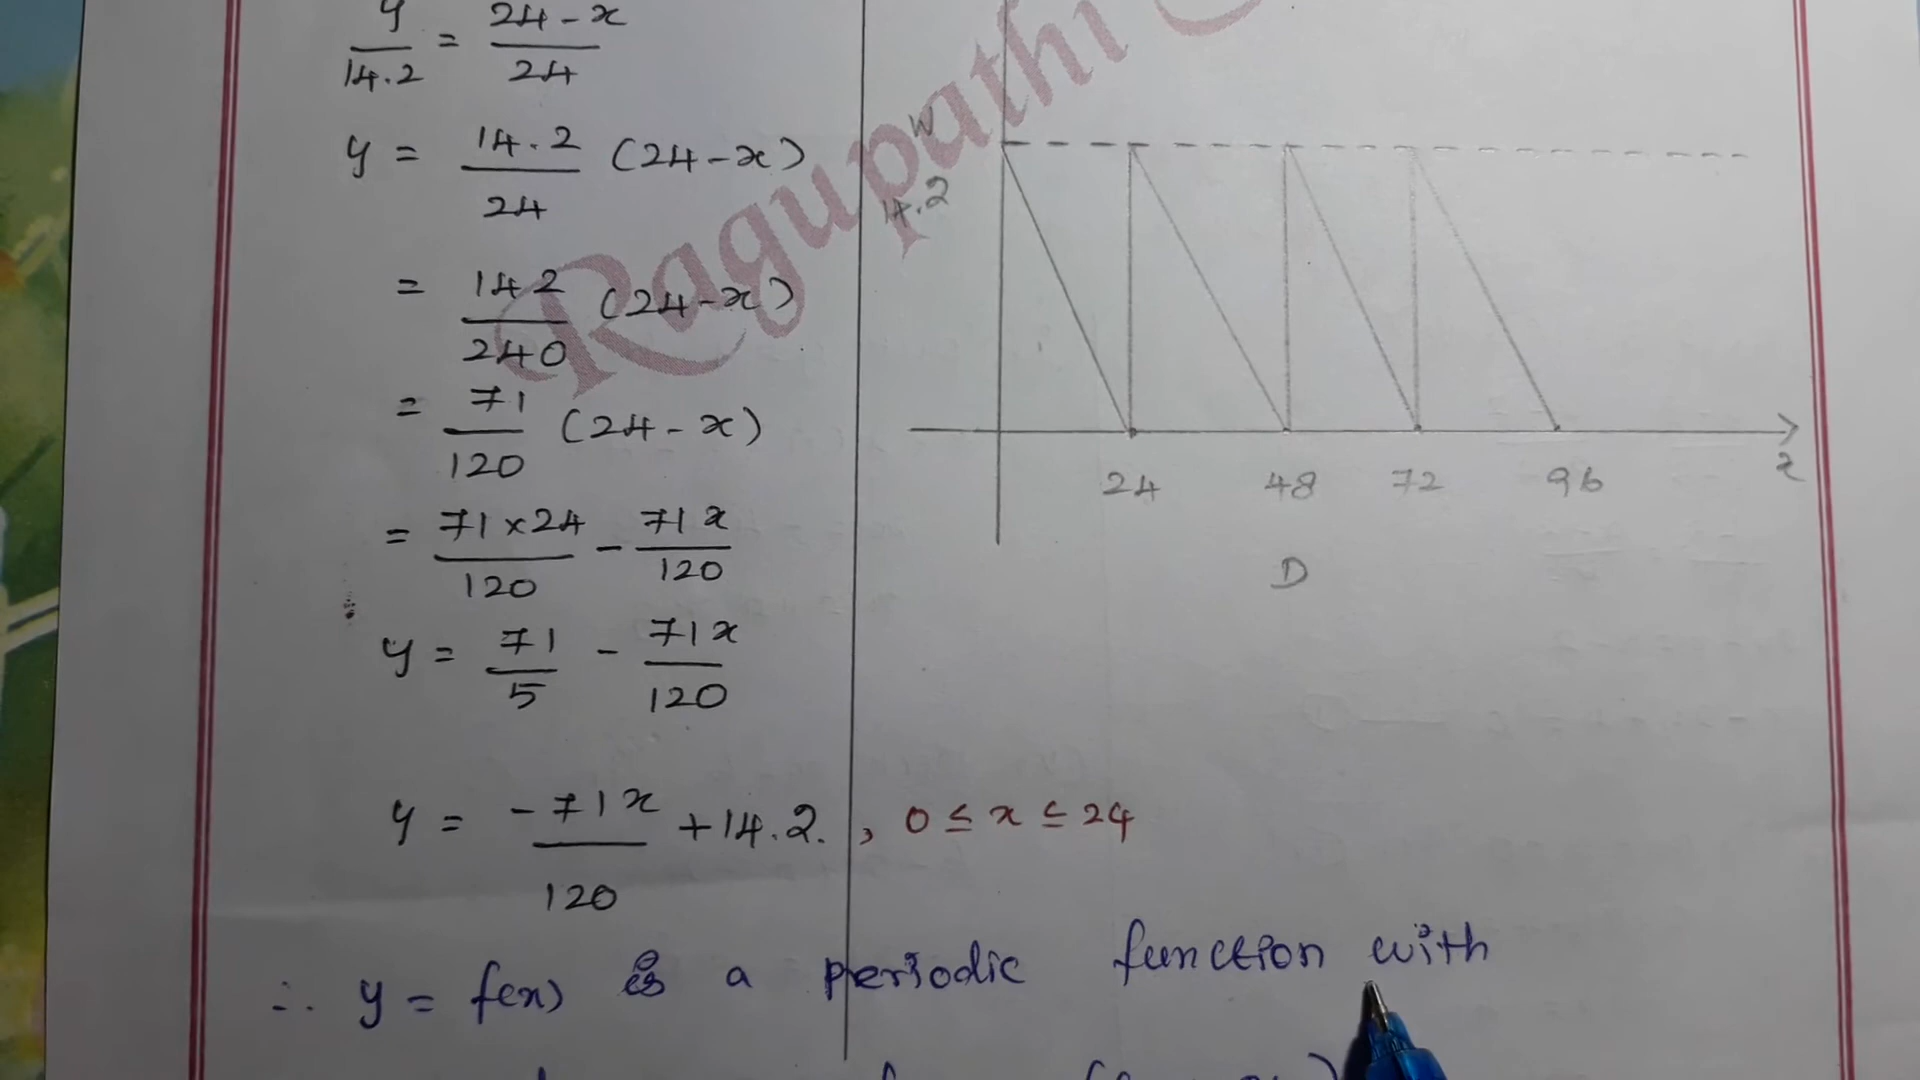 y/14.2 = 24-x/24
y = 14.2/24 (24-x)
= 142/240 (24-x)
= 71/120 (24-x)
= 71×24/120 - 71x/120
y = 71/5 - 71x/120
y = -71x/120 +14.2. , 0 ≤ x ≤ 24
∴ y = f(x) is a periodic function with
Ragupathi
W
14.2
24 48 72 96
x
D